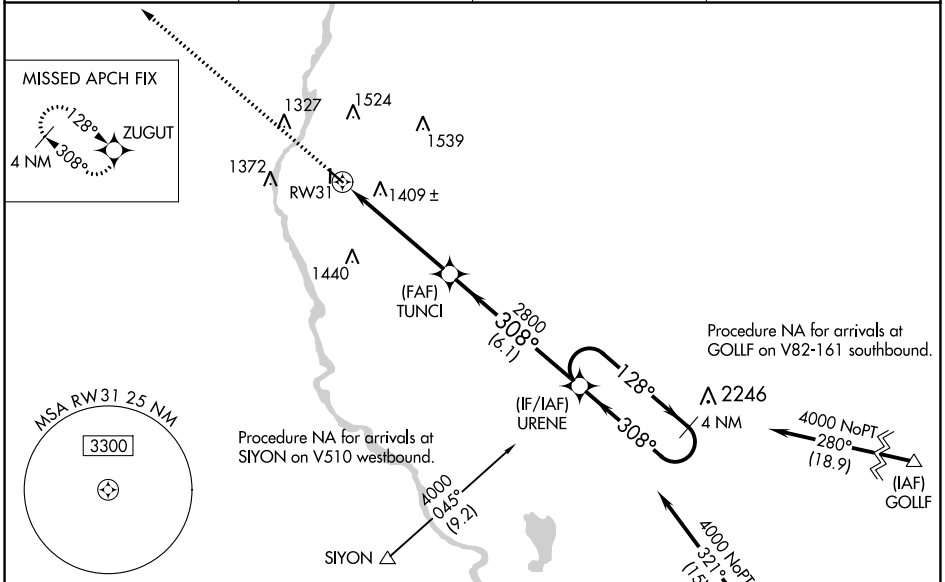 MISSED APCH FIX
128°
ZUGUT
4 NM
308°
1327
1524
1539
1372
RW31
1409 ±
1440
(FAF)
TUNCI
2800
308°
(6.1)
Procedure NA for arrivals at
GOLLF on V82-161 southbound.
128°
2246
4 NM
(IF/IAF)
URENE
308°
4000 NoPT
280°
(18.9)
(IAF)
GOLLF
MSA RW31 25 NM
3300
Procedure NA for arrivals at
SIYON on V510 westbound.
4000
045°
(9.2)
SIYON
4000 NoPT
321°